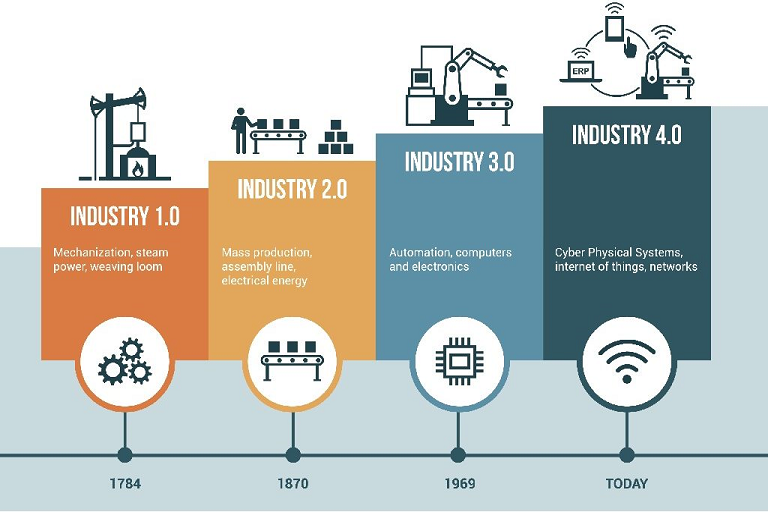 ERP
INDUSTRY 1.0
Mechanization, steam
power, weaving loom
INDUSTRY 2.0
Mass production,
assembly line,
electrical energy
INDUSTRY 3.0
Automation, computers
and electronics
INDUSTRY 4.0
Cyber Physical Systems,
internet of things, networks
1784
1870
1969
TODAY